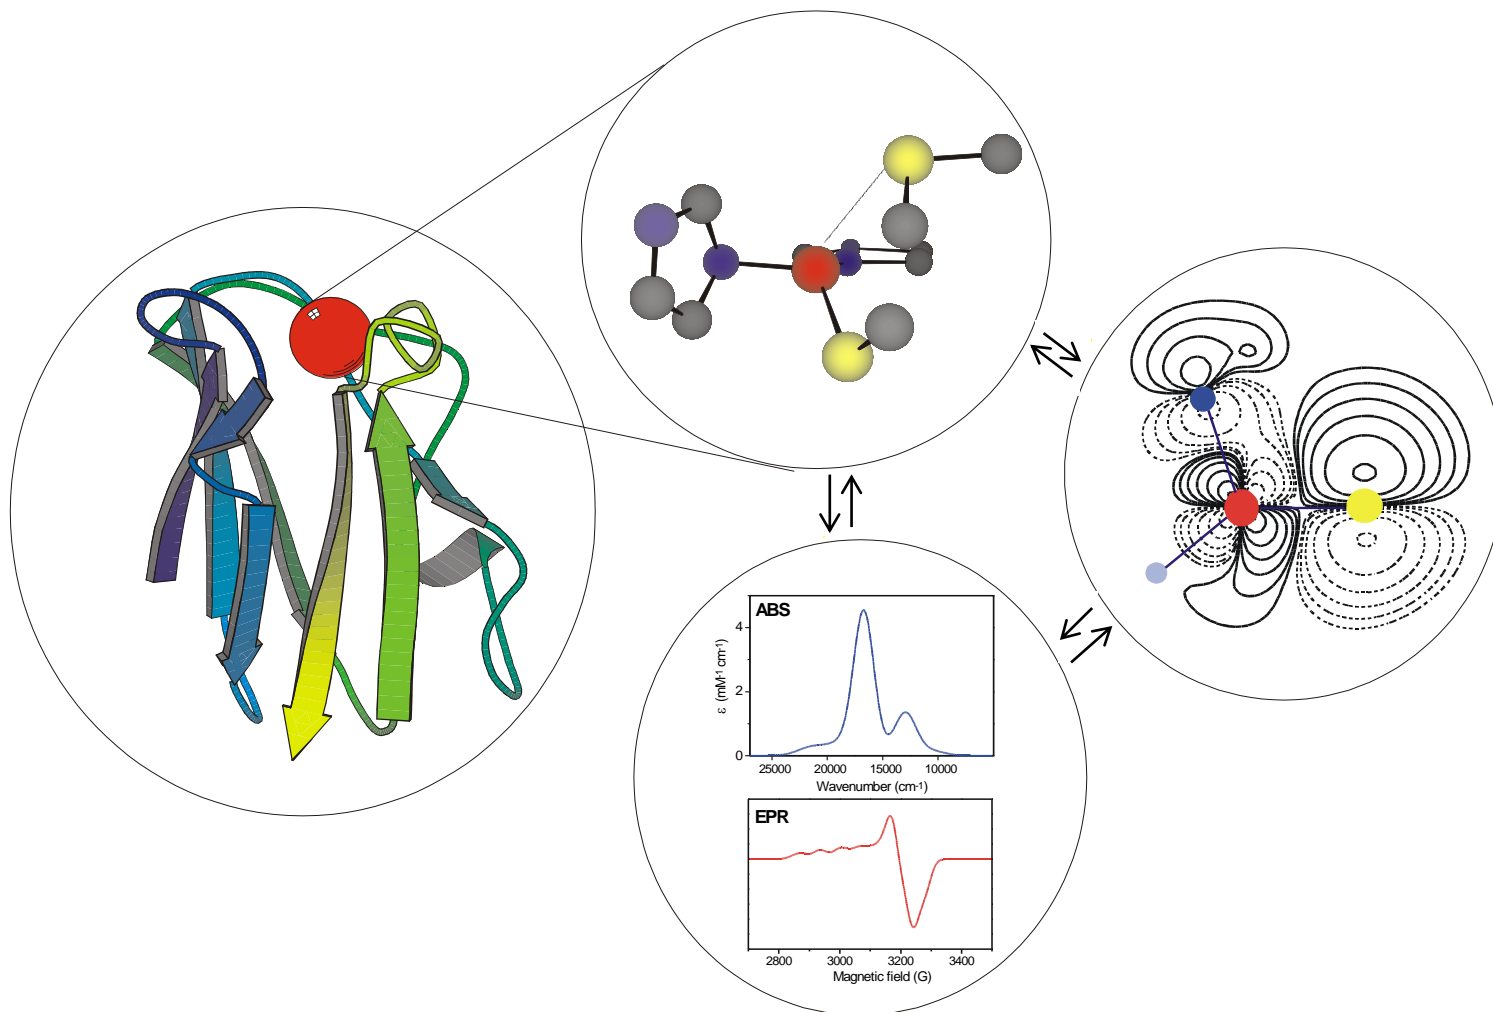 ABS
ε (mM-1 cm-1)
4
2
0
25000 20000 15000 10000
Wavenumber (cm-1)
EPR
2800 3000 3200 3400
Magnetic field (G)